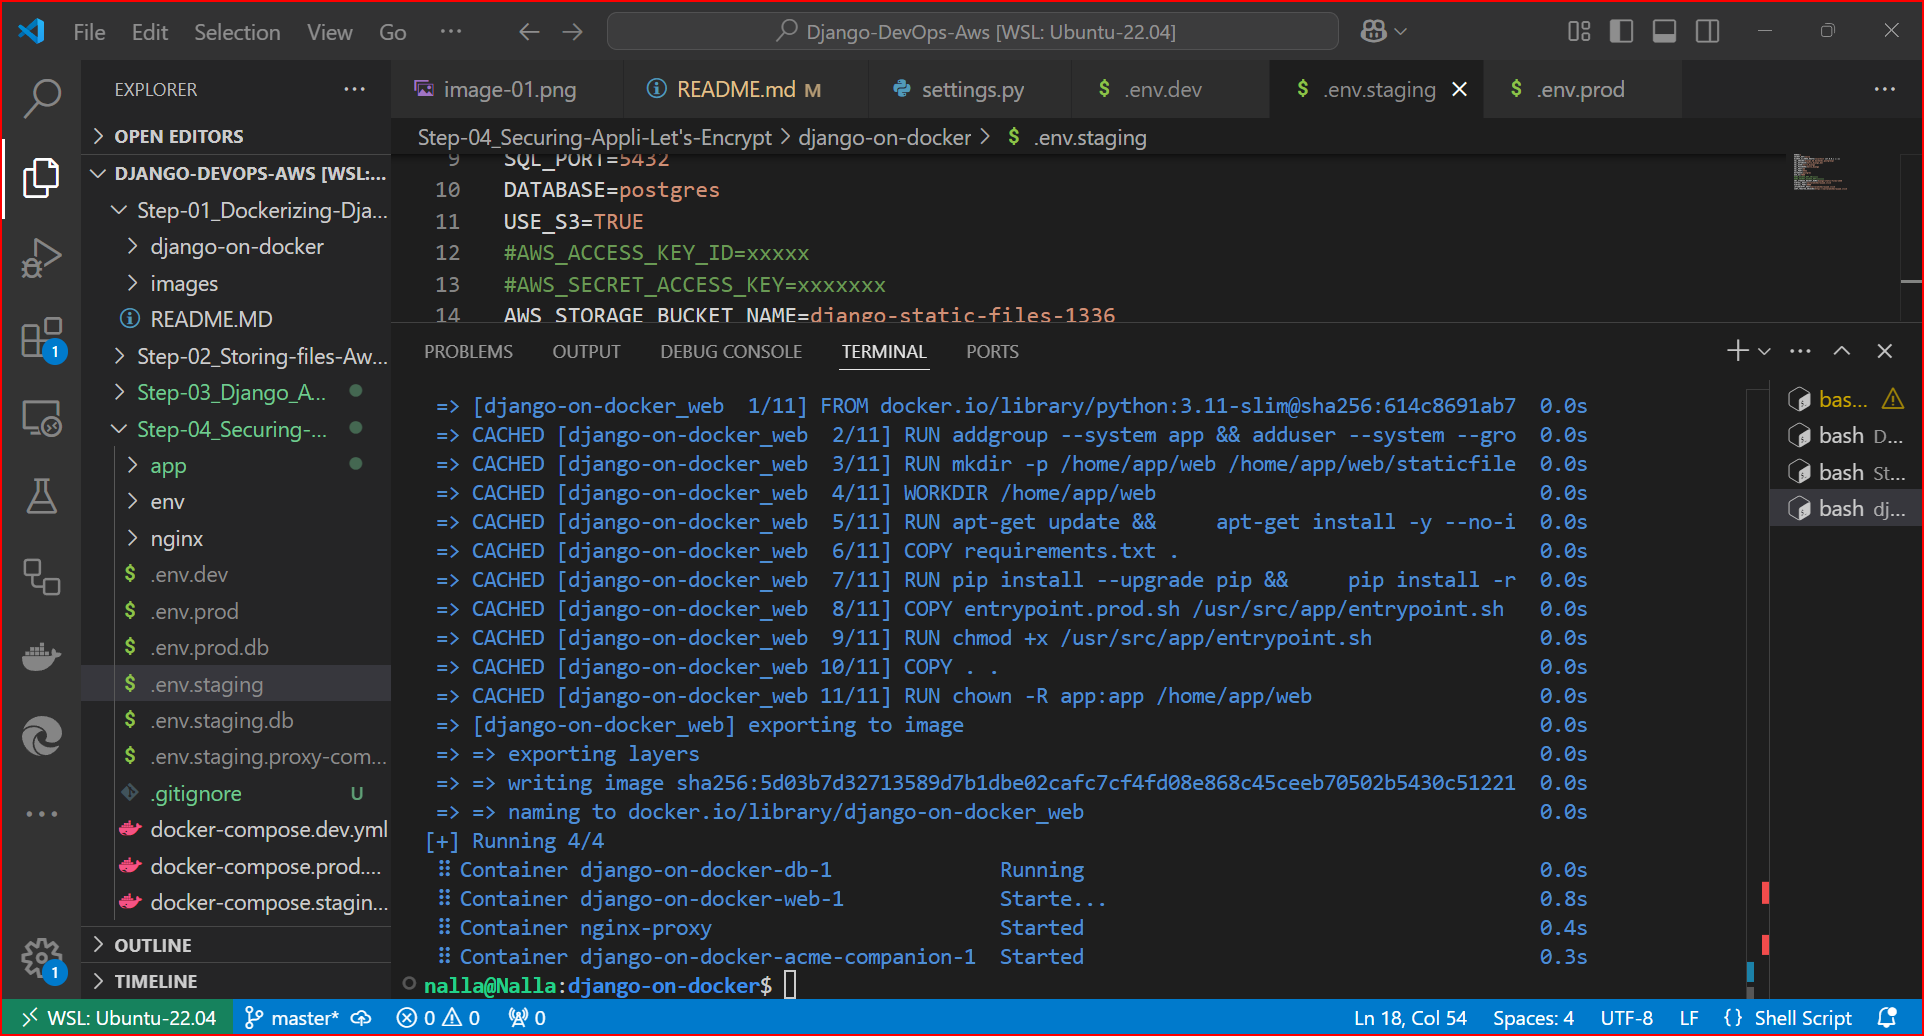 File Edit Selection View Go ··· Django-DevOps-Aws [WSL: Ubuntu-22.04]
EXPLORER
OPEN EDITORS
DJANGO-DEVOPS-AWS [WSL:...
Step-01_Dockerizing-Dja...
django-on-docker
images
README.MD
Step-02_Storing-files-Aw...
Step-03_Django_A...
Step-04_Securing-...
app
env
nginx
$ .env.dev
$ .env.prod
$ .env.prod.db
$ .env.staging
$ .env.staging.db
$ .env.staging.proxy-com...
.gitignore U
docker-compose.dev.yml
docker-compose.prod....
docker-compose.stagin...
OUTLINE
TIMELINE
1
1
image-01.png README.md M settings.py $ .env.dev $ .env.staging $ .env.prod
Step-04_Securing-Appli-Let's-Encrypt > django-on-docker > $ .env.staging
9 SQL_PORT=5432
10 DATABASE=postgres
11 USE_S3=TRUE
12 #AWS_ACCESS_KEY_ID=xxxxx
13 #AWS_SECRET_ACCESS_KEY=xxxxxxx
14 AWS_STORAGE_BUCKET_NAME=django-static-files-1336
PROBLEMS OUTPUT DEBUG CONSOLE TERMINAL PORTS
=> [django-on-docker_web  1/11] FROM docker.io/library/python:3.11-slim@sha256:614c8691ab7  0.0s
=> CACHED [django-on-docker_web  2/11] RUN addgroup --system app && adduser --system --gro  0.0s
=> CACHED [django-on-docker_web  3/11] RUN mkdir -p /home/app/web /home/app/web/staticfile  0.0s
=> CACHED [django-on-docker_web  4/11] WORKDIR /home/app/web  0.0s
=> CACHED [django-on-docker_web  5/11] RUN apt-get update &&     apt-get install -y --no-i  0.0s
=> CACHED [django-on-docker_web  6/11] COPY requirements.txt .  0.0s
=> CACHED [django-on-docker_web  7/11] RUN pip install --upgrade pip &&     pip install -r  0.0s
=> CACHED [django-on-docker_web  8/11] COPY entrypoint.prod.sh /usr/src/app/entrypoint.sh  0.0s
=> CACHED [django-on-docker_web  9/11] RUN chmod +x /usr/src/app/entrypoint.sh  0.0s
=> CACHED [django-on-docker_web 10/11] COPY . .  0.0s
=> CACHED [django-on-docker_web 11/11] RUN chown -R app:app /home/app/web  0.0s
=> [django-on-docker_web] exporting to image  0.0s
=> => exporting layers  0.0s
=> => writing image sha256:5d03b7d32713589d7b1dbe02cafc7cf4fd08e868c45ceeb70502b5430c51221  0.0s
=> => naming to docker.io/library/django-on-docker_web  0.0s
[+] Running 4/4
Container django-on-docker-db-1  Running  0.0s
Container django-on-docker-web-1  Starte...  0.8s
Container nginx-proxy  Started  0.4s
Container django-on-docker-acme-companion-1  Started  0.3s
nalla@Nalla:django-on-docker$
bas...
bash D...
bash St...
bash dj...
WSL: Ubuntu-22.04 master* 0 0 0 Ln 18, Col 54 Spaces: 4 UTF-8 LF {} Shell Script